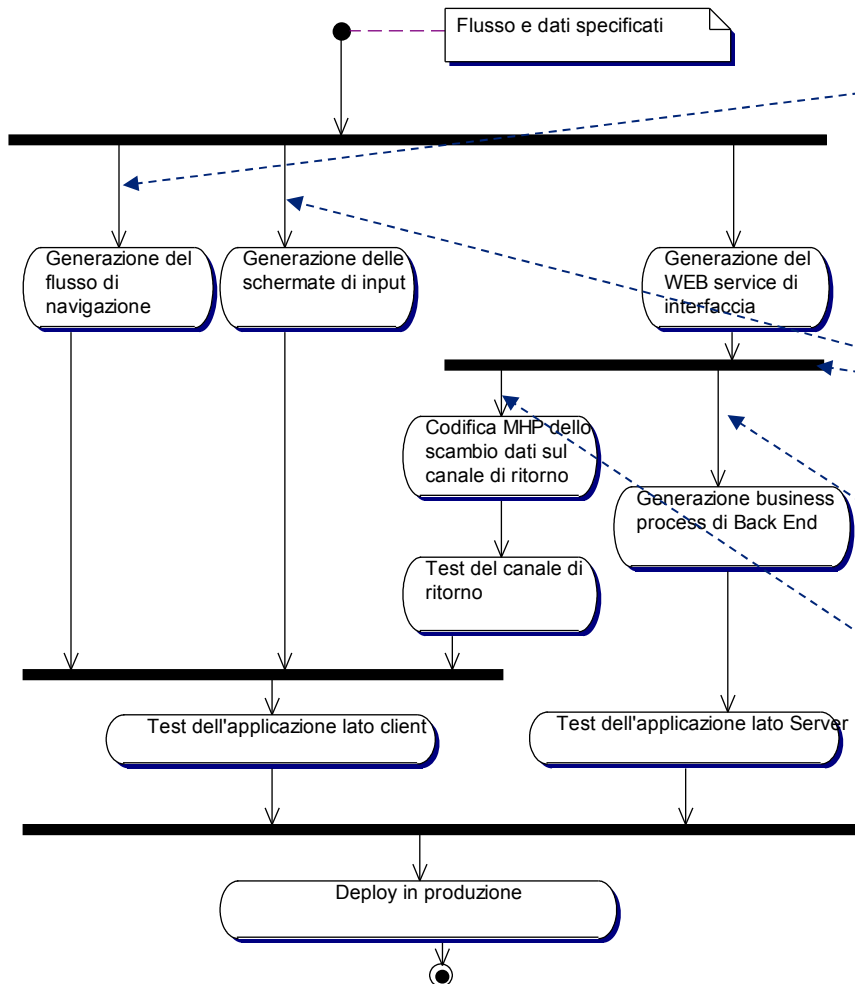 Flusso e dati specificati
Generazione del
flusso di
navigazione
Generazione delle
schermate di input
Generazione del
WEB service di
interfaccia
Codifica MHP dello
scambio dati sul
canale di ritorno
Generazione business
process di Back End
Test del canale di
ritorno
Test dell'applicazione lato client
Test dell'applicazione lato Server
Deploy in produzione